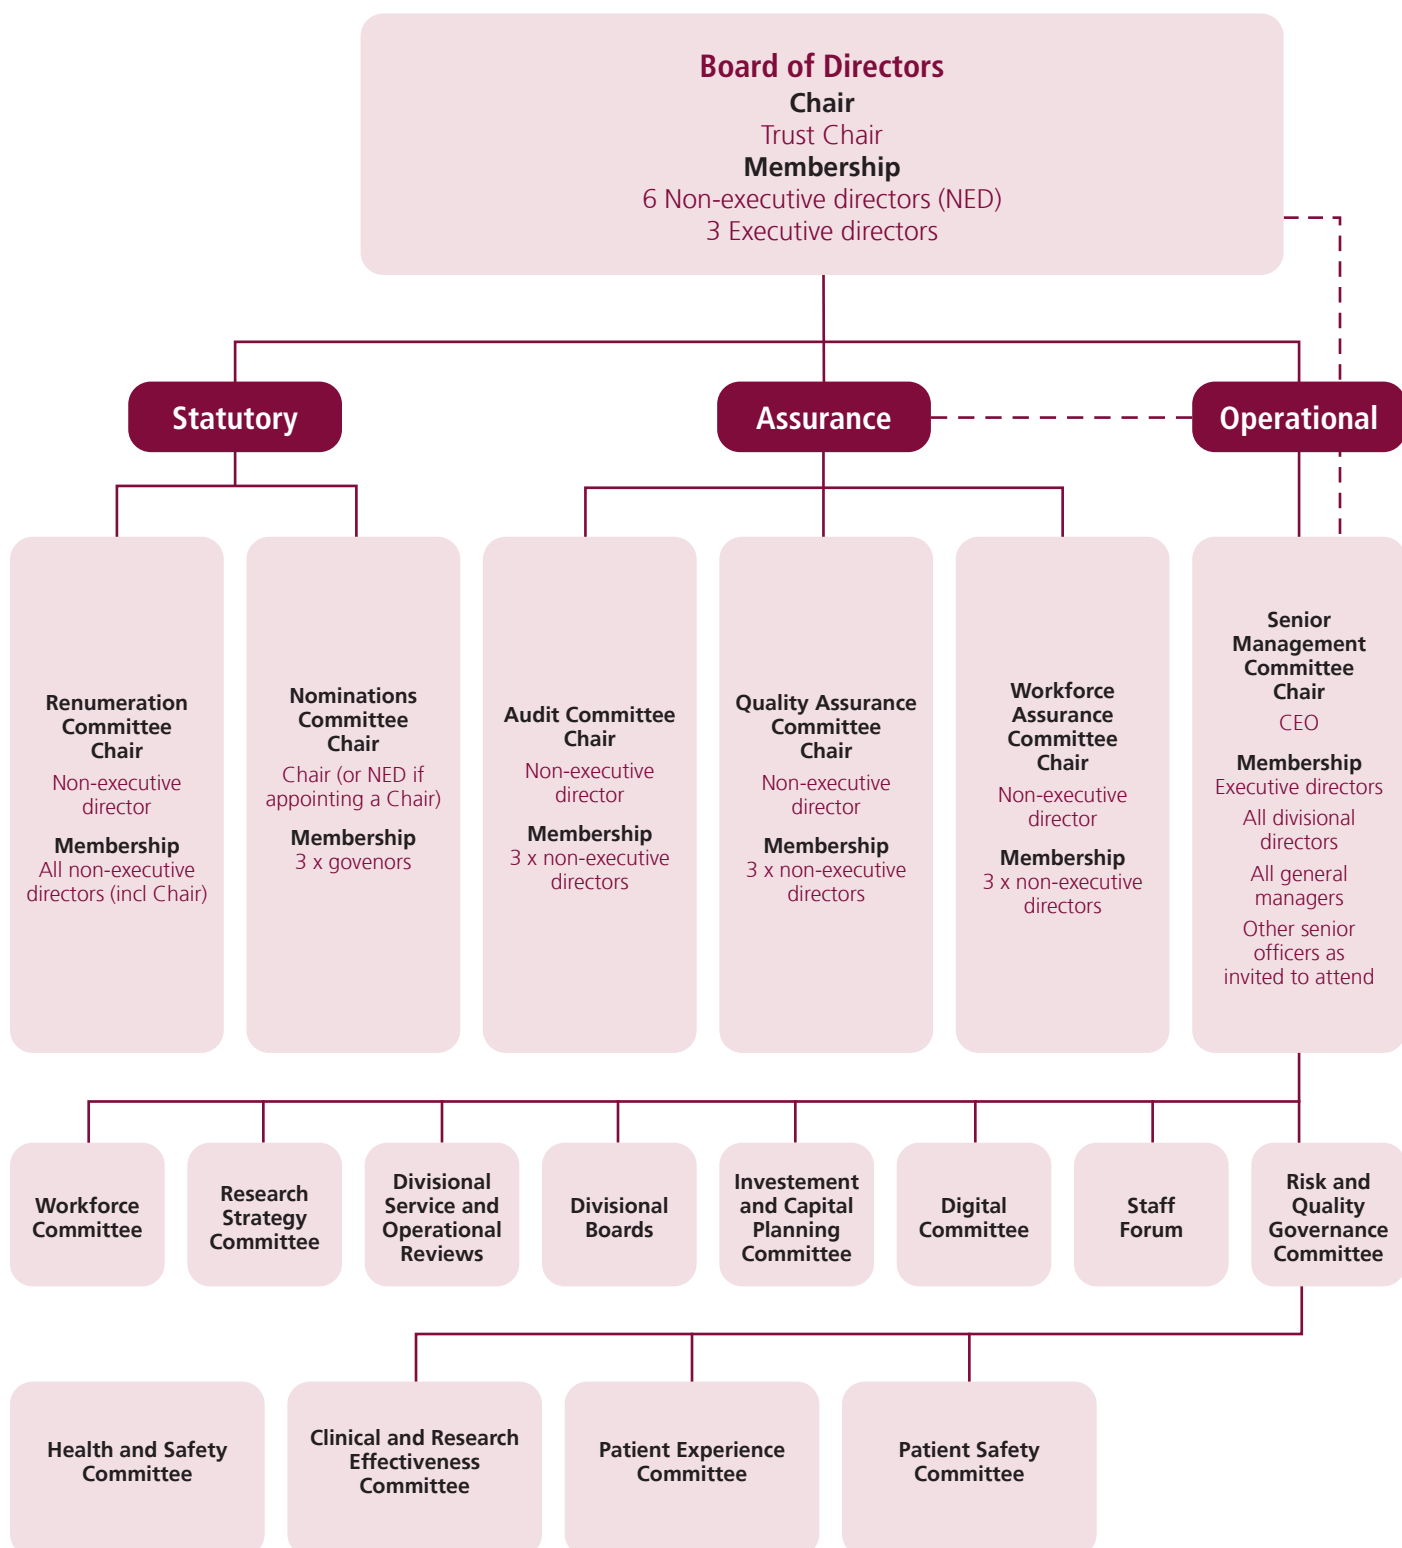 Board of Directors
Chair
Trust Chair
Membership
6 Non-executive directors (NED)
3 Executive directors
Statutory
Assurance
Operational
Renumeration
Committee
Chair
Non-executive
director
Membership
All non-executive
directors (incl Chair)
Nominations
Committee
Chair
Chair (or NED if
appointing a Chair)
Membership
3 x govenors
Audit Committee
Chair
Non-executive
director
Membership
3 x non-executive
directors
Quality Assurance
Committee
Chair
Non-executive
director
Membership
3 x non-executive
directors
Workforce
Assurance
Committee
Chair
Non-executive
director
Membership
3 x non-executive
directors
Senior
Management
Committee
Chair
CEO
Membership
Executive directors
All divisional
directors
All general
managers
Other senior
officers as
invited to attend
Workforce
Committee
Research
Strategy
Committee
Divisional
Service and
Operational
Reviews
Divisional
Boards
Investement
and Capital
Planning
Committee
Digital
Committee
Staff
Forum
Risk and
Quality
Governance
Committee
Health and Safety
Committee
Clinical and Research
Effectiveness
Committee
Patient Experience
Committee
Patient Safety
Committee